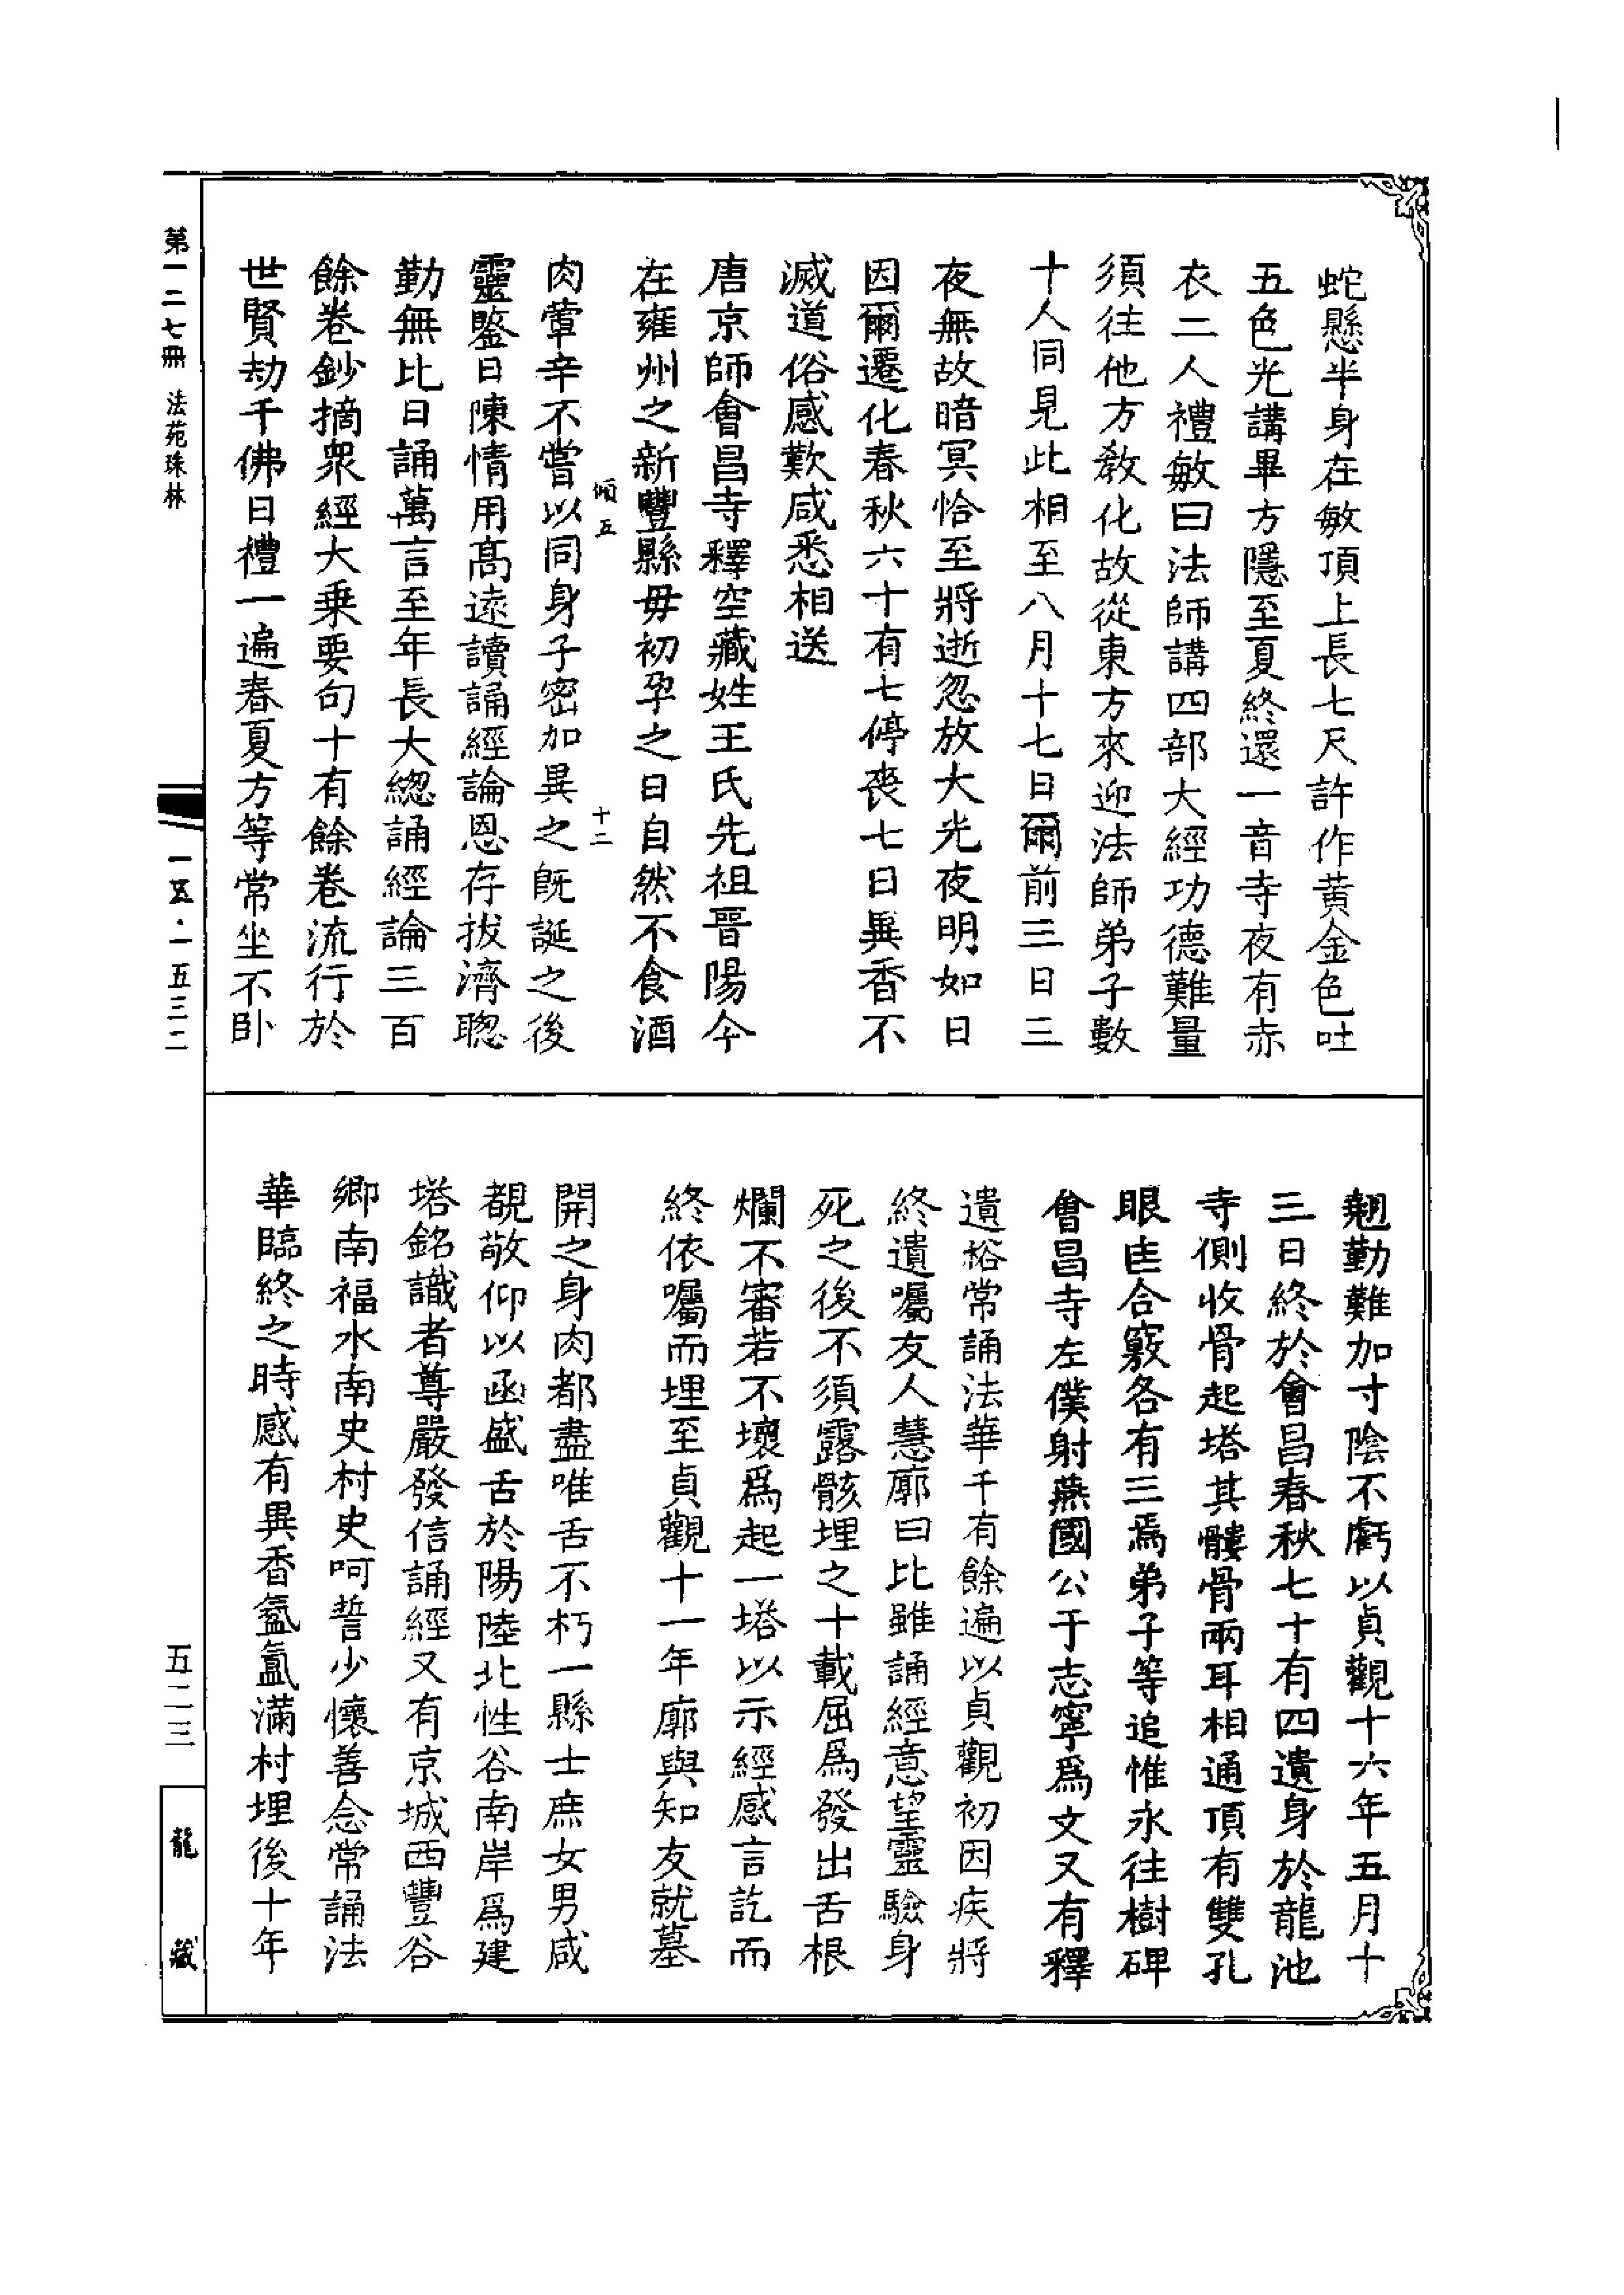 蛇懸半身在敏頂上長七尺許作黄金色吐
五色光講畢方隱至夏終還一音寺夜有赤
衣二人禮敏曰法師講四部大經功德難量
須往他方教化故從東方來迎法師弟子數
十人同見此相至八月十七日爾前三日三
夜無故暗冥恰至將逝忽放大光夜明如日
因爾遷化春秋六十有七停喪七日異香不
滅道俗感歎咸悉相送
唐京師會昌寺釋空藏姓王氏先祖晉陽今
在雍州之新豐縣毋初孕之日自然不食酒
傾五
十二
肉葷辛不嘗以同身子密加異之既誕之後
靈鑒日陳情用高遠讀誦經論思存拔濟聰
勤無比日誦萬言至年長大總誦經論三百
餘卷鈔摘衆經大乗要句十有餘卷流行於
世賢劫千佛日禮一遍春夏方等常坐不卧
翹勤難加寸陰不虧以貞觀十六年五月十
三日終於會昌春秋七十有四遺身於龍池
寺側收骨起塔其髏骨兩耳相通頂有雙孔
眼匡合竅各有三焉弟子等追惟永往樹碑
會昌寺左僕射燕國公于志寧爲文又有釋
遺裕常誦法華千有餘遍以貞觀初因疾將
終遺囑友人慧廓曰比雖誦經意望靈驗身
死之後不須露骸埋之十載屈爲發出舌根
爛不審若不壞爲起一塔以示經感言訖而
終依囑而埋至貞觀十一年廓與知友就墓
開之身肉都盡唯舌不朽一縣士庶女男咸
覩敬仰以函盛舌於陽陸北性谷南岸爲建
塔銘識者尊嚴發信誦經又有京城西豐谷
鄉南福水南史村史呵誓少懷善念常誦法
華臨終之時感有異香氳氳滿村埋後十年
第一二七冊 法苑珠林
一五·一五三二
五二三
龍藏